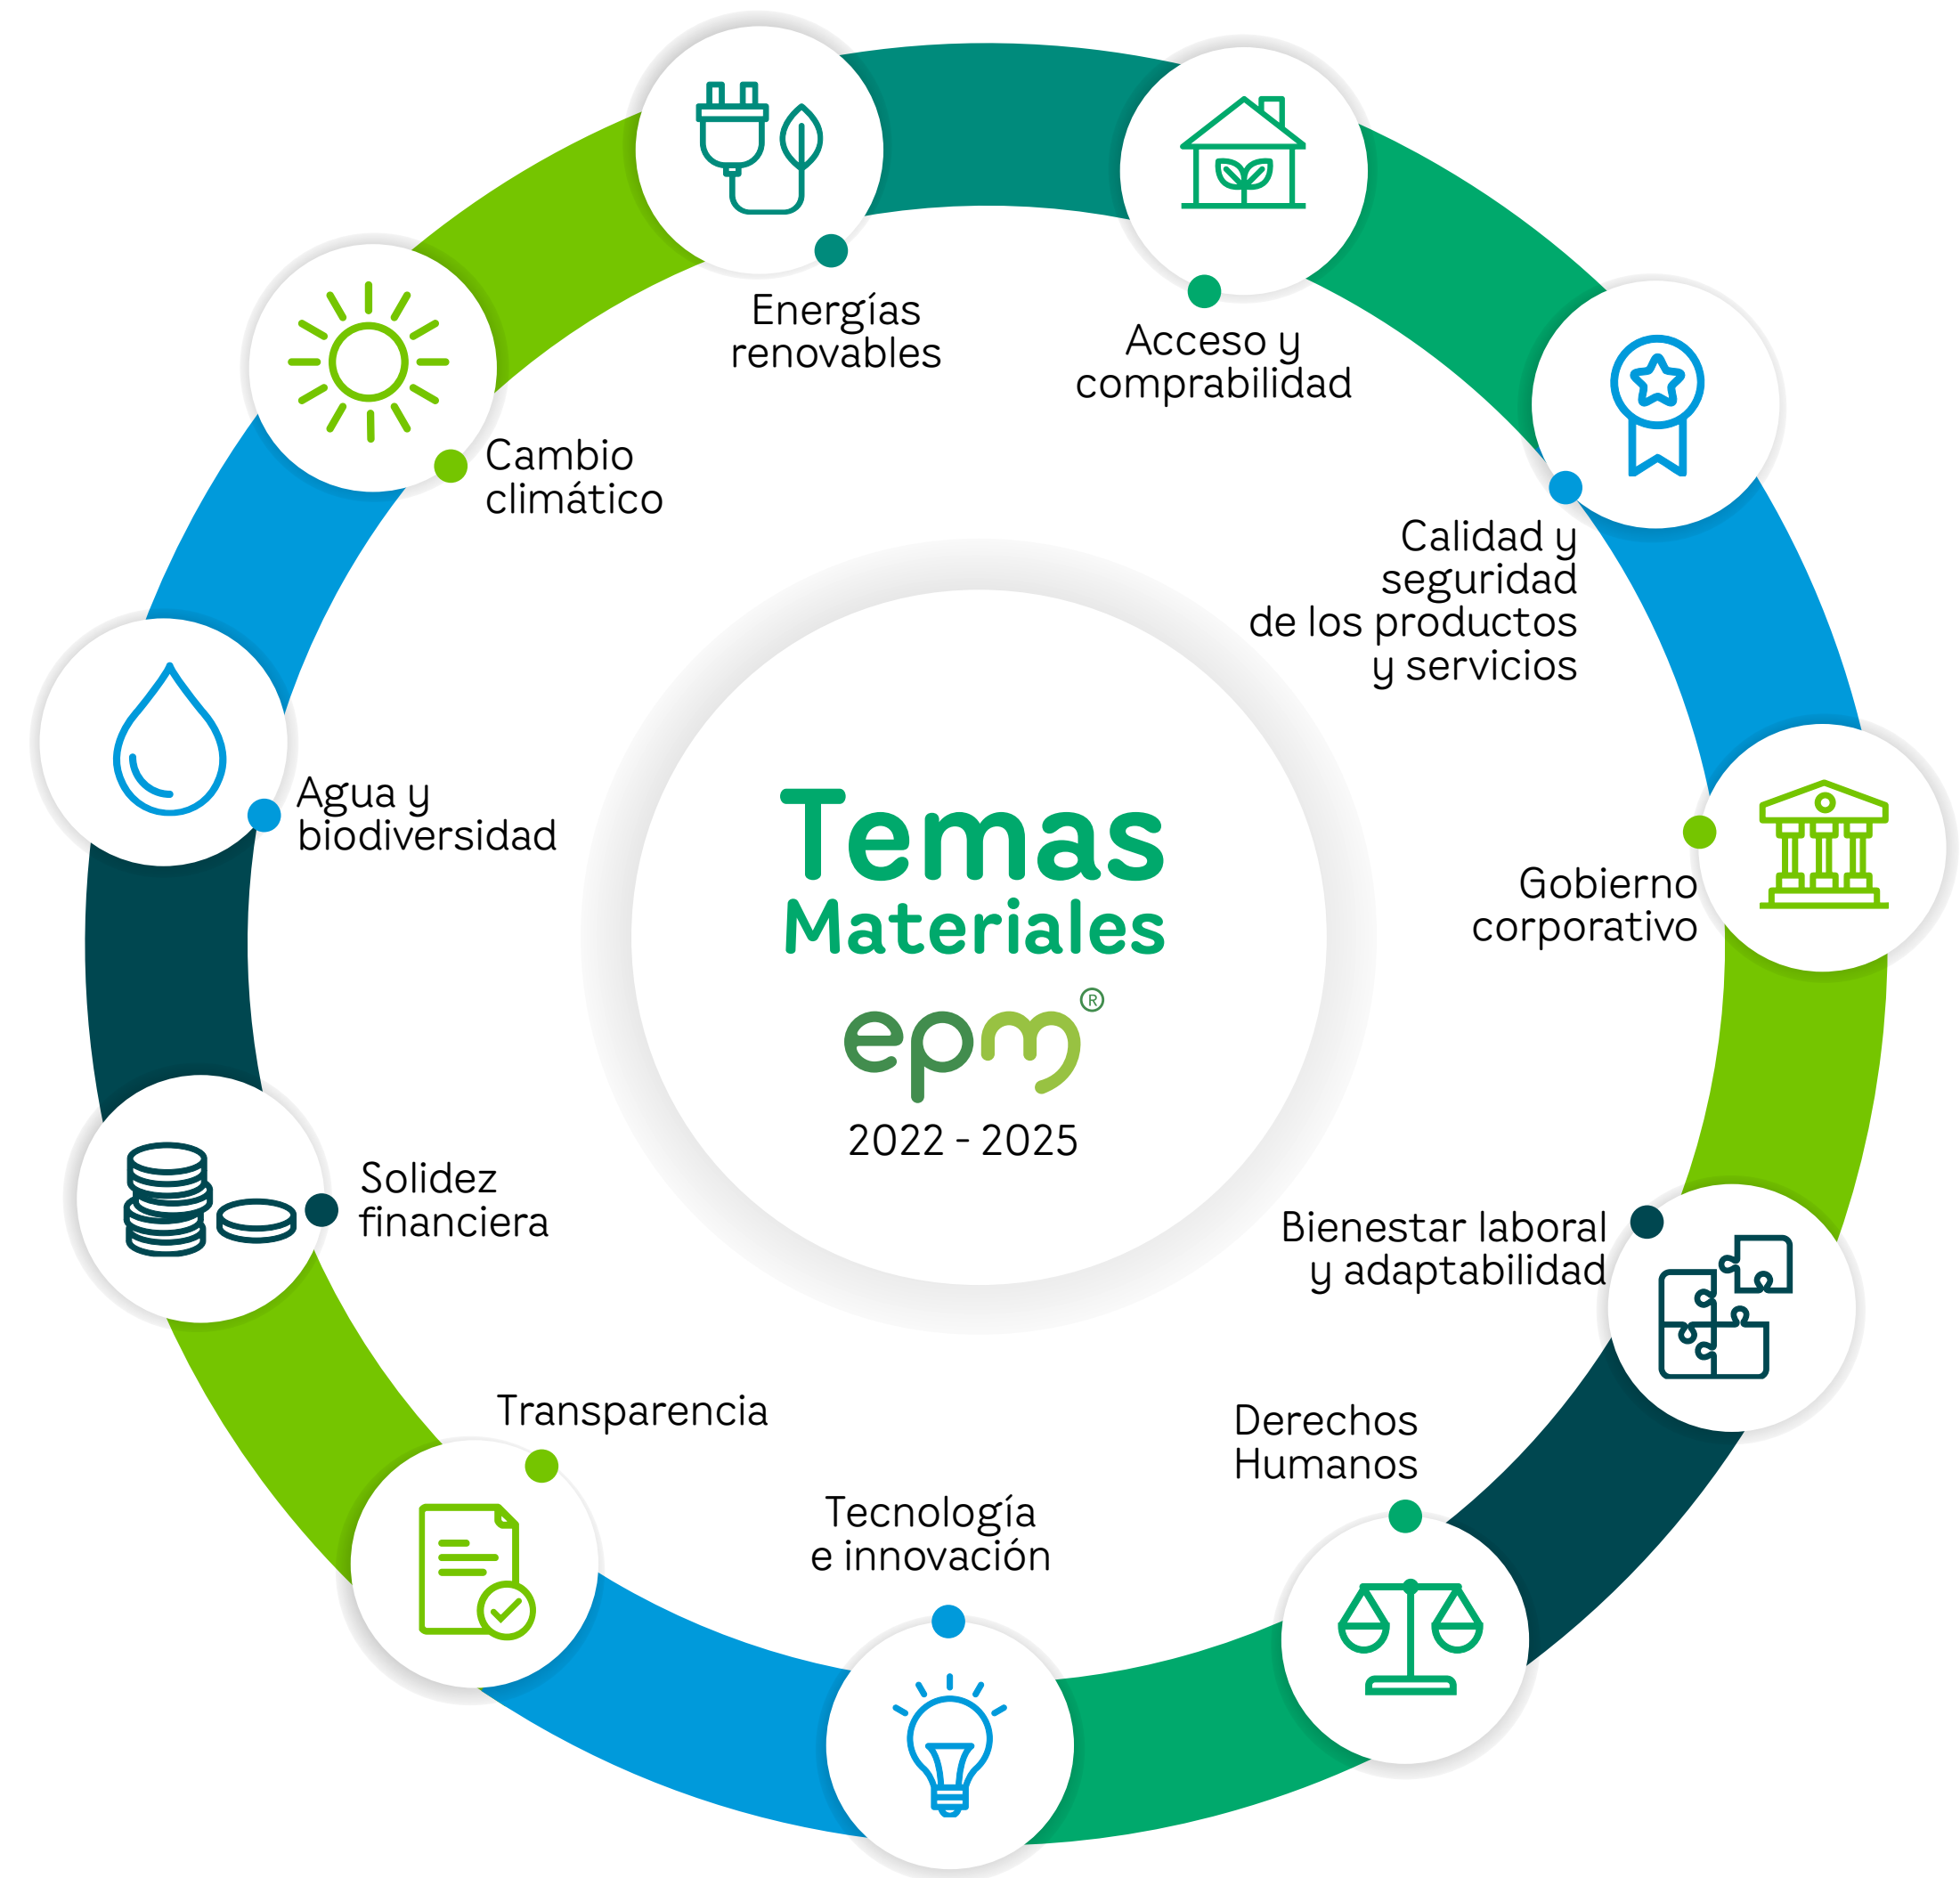 Energías
renovables
Acceso y
comprabilidad
Cambio
climático
Calidad y
seguridad
de los productos
y servicios
Agua y
biodiversidad
Temas
Materiales
epm®
2022 - 2025
Gobierno
corporativo
Solidez
financiera
Bienestar laboral
y adaptabilidad
Transparencia
Derechos
Humanos
Tecnología
e innovación